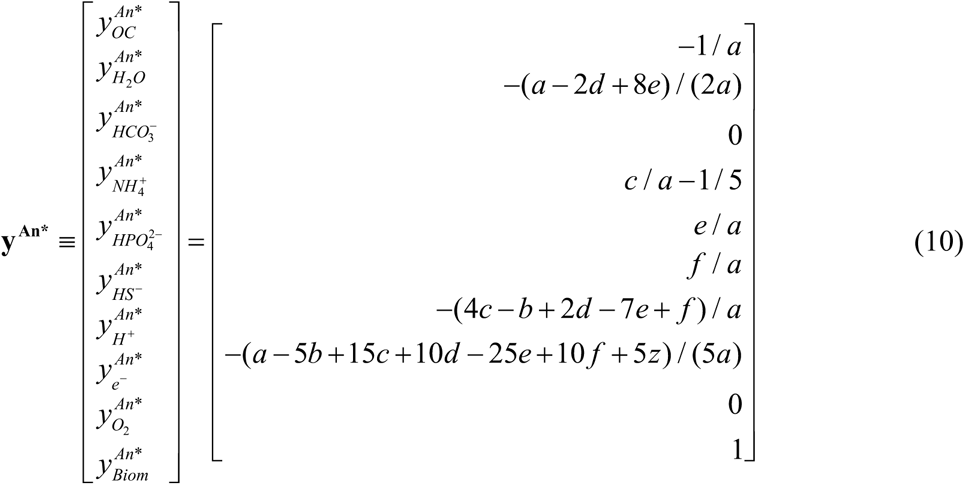 y^{An*} ≡ [y_{OC}^{An*} y_{H_2O}^{An*} y_{HCO_3^-}^{An*} y_{NH_4^+}^{An*} y_{HPO_4^{2-}}^{An*} y_{HS^-}^{An*} y_{H^+}^{An*} y_{e^-}^{An*} y_{O_2}^{An*} y_{Biom}^{An*}] =
−1 / a
−(a − 2d + 8e) / (2a)
0
c / a − 1 / 5
e / a
f / a
−(4c − b + 2d − 7e + f) / a
−(a − 5b + 15c + 10d − 25e + 10f + 5z) / (5a)
0
1
(10)